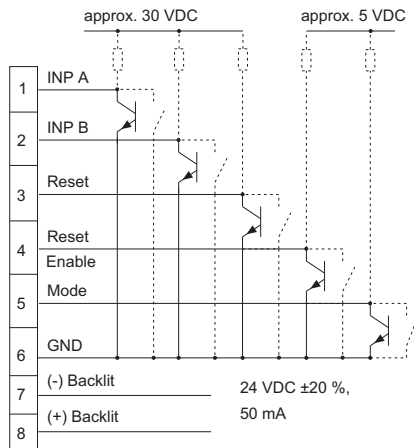 approx. 30 VDC
approx. 5 VDC
1
INP A
2
INP B
3
Reset
4
Reset
Enable
5
Mode
6
GND
7
(-) Backlit
24 VDC ±20 %,
50 mA
8
(+) Backlit